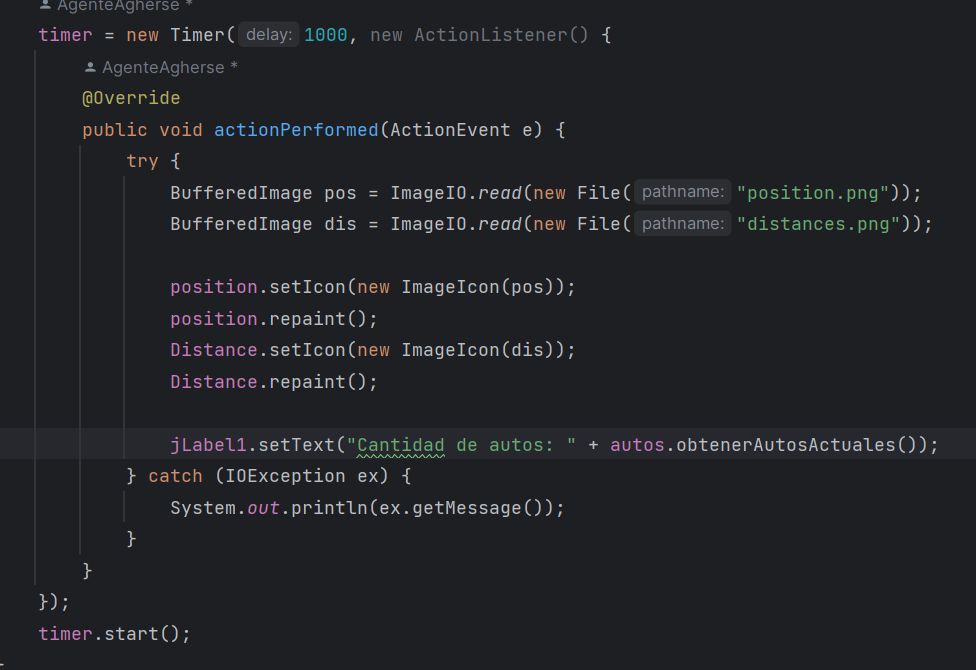 AgenteAgherse *
timer = new Timer( delay: 1000, new ActionListener() {
AgenteAgherse *
@Override
public void actionPerformed(ActionEvent e) {
try {
BufferedImage pos = ImageIO.read(new File( pathname: "position.png"));
BufferedImage dis = ImageIO.read(new File( pathname: "distances.png"));
position.setIcon(new ImageIcon(pos));
position.repaint();
Distance.setIcon(new ImageIcon(dis));
Distance.repaint();
jLabel1.setText("Cantidad de autos: " + autos.obtenerAutosActuales());
} catch (IOException ex) {
System.out.println(ex.getMessage());
}
}
});
timer.start();